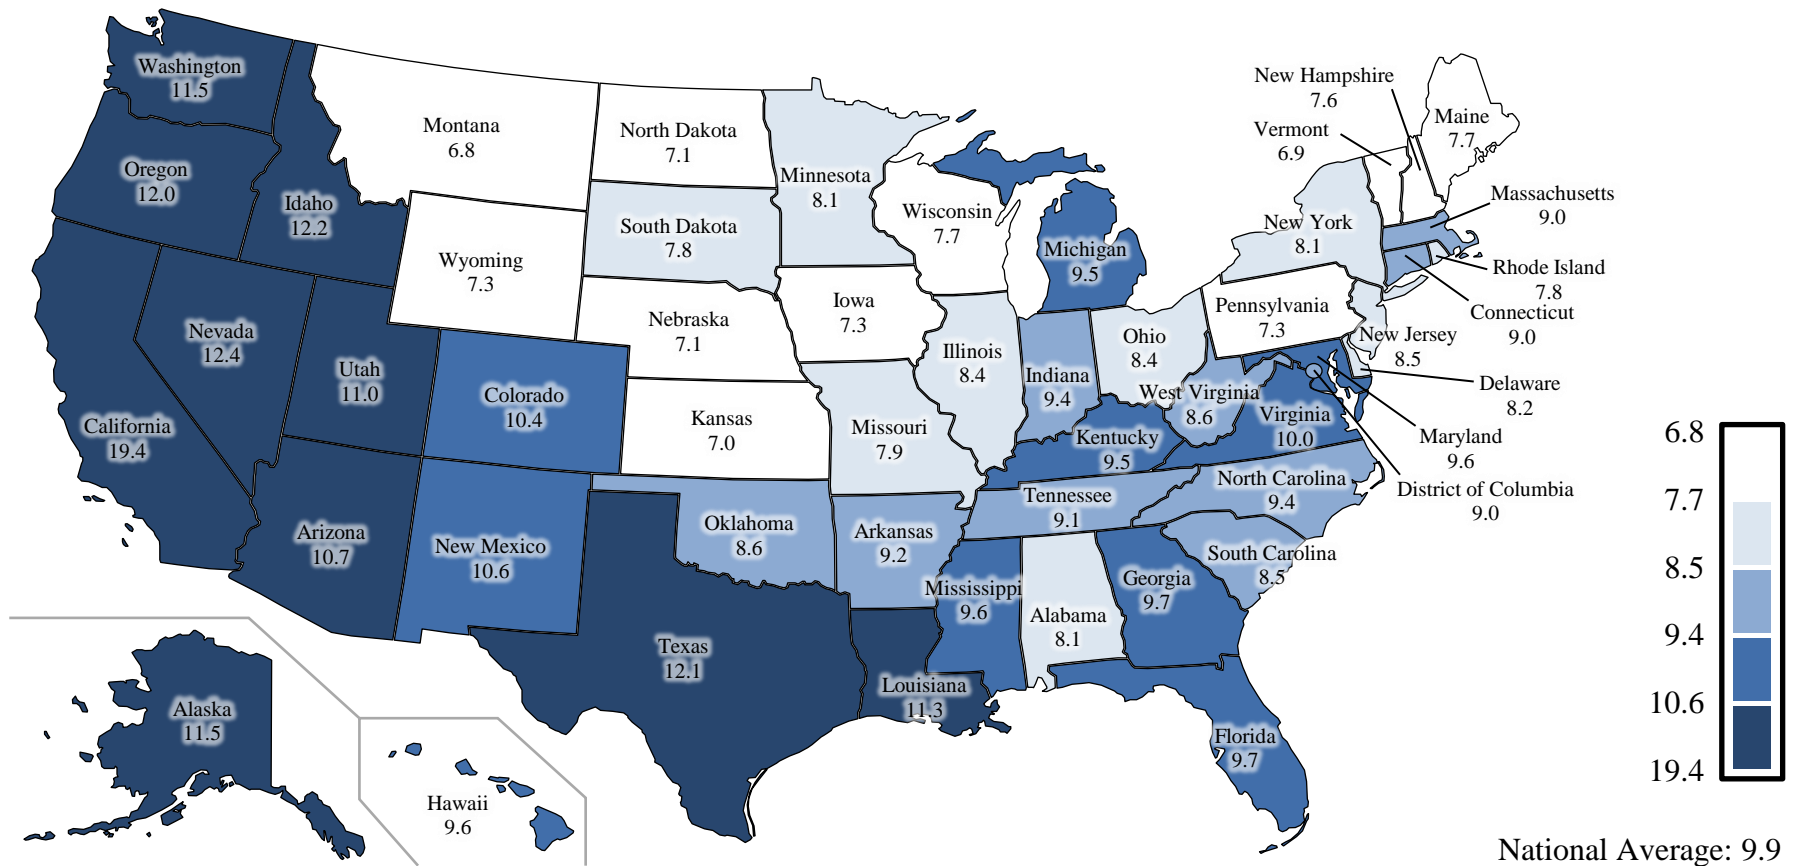 Washington
11.5
Oregon
12.0
Idaho
12.2
Montana
6.8
North Dakota
7.1
Minnesota
8.1
South Dakota
7.8
Wyoming
7.3
Wisconsin
7.7
Michigan
9.5
New Hampshire
7.6
Vermont
6.9
Maine
7.7
New York
8.1
Massachusetts
9.0
Rhode Island
7.8
Connecticut
9.0
Pennsylvania
7.3
New Jersey
8.5
Delaware
8.2
Maryland
9.6
District of Columbia
9.0
Nevada
12.4
Utah
11.0
Colorado
10.4
Nebraska
7.1
Iowa
7.3
Illinois
8.4
Indiana
9.4
Ohio
8.4
West Virginia
8.6
Virginia
10.0
California
19.4
Kansas
7.0
Missouri
7.9
Kentucky
9.5
Tennessee
9.1
North Carolina
9.4
South Carolina
8.5
Arizona
10.7
New Mexico
10.6
Oklahoma
8.6
Arkansas
9.2
Mississippi
9.6
Alabama
8.1
Georgia
9.7
Texas
12.1
Louisiana
11.3
Florida
9.7
Alaska
11.5
Hawaii
9.6
6.8
7.7
8.5
9.4
10.6
19.4
National Average: 9.9